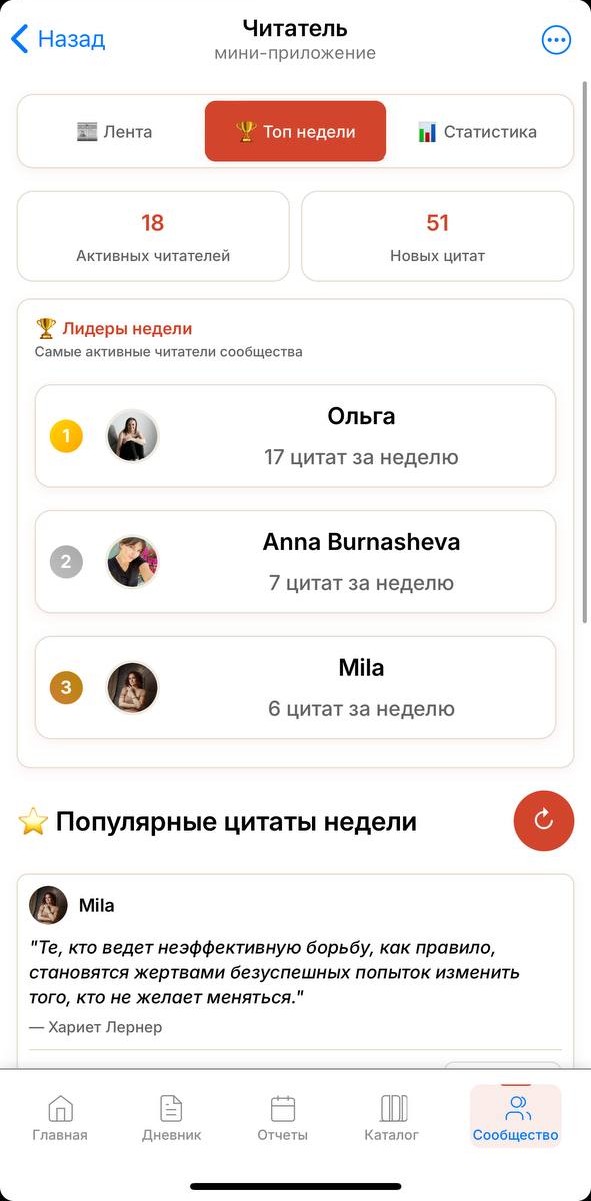 Назад
Читатель
мини-приложение
Лента
Топ недели
Статистика
18
Активных читателей
51
Новых цитат
Лидеры недели
Самые активные читатели сообщества
1
Ольга
17 цитат за неделю
2
Anna Burnasheva
7 цитат за неделю
3
Mila
6 цитат за неделю
Популярные цитаты недели
Mila
"Те, кто ведет неэффективную борьбу, как правило,
становятся жертвами безуспешных попыток изменить
того, кто не желает меняться."
— Хариет Лернер
Главная
Дневник
Отчеты
Каталог
Сообщество